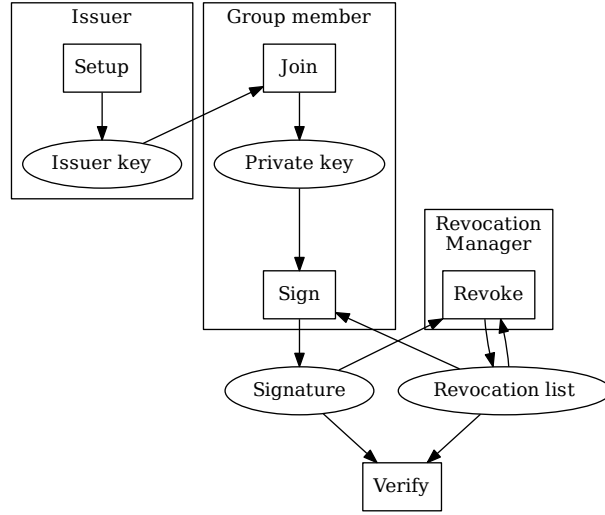 Issuer
Group member
Setup
Join
Issuer key
Private key
Revocation
Manager
Sign
Revoke
Signature
Revocation list
Verify